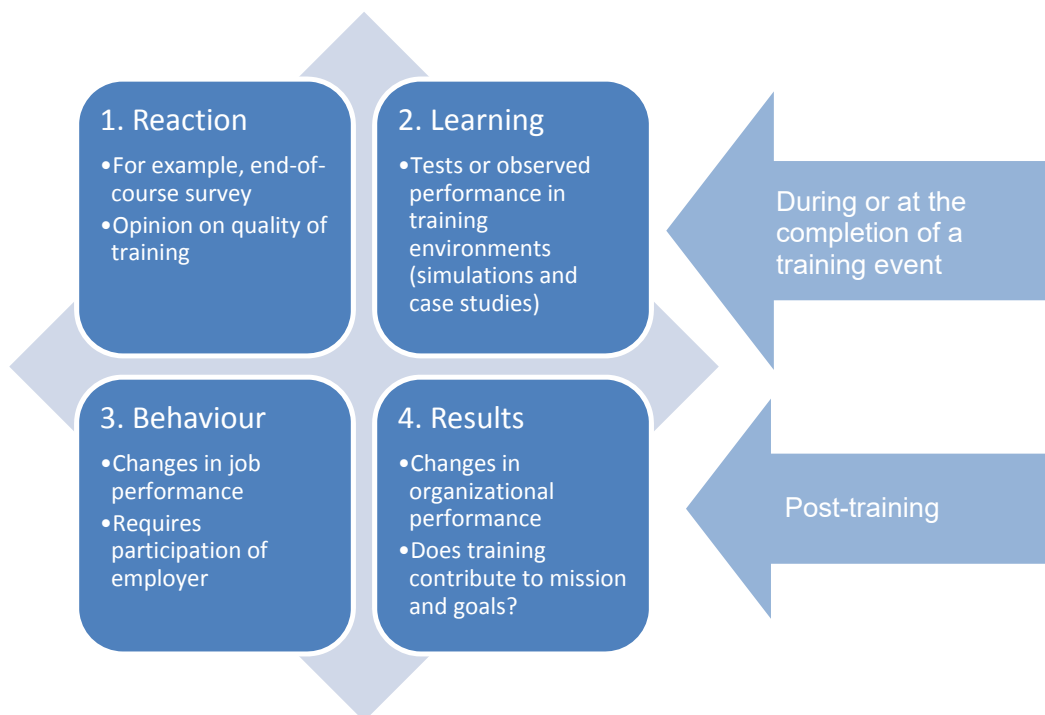 1. Reaction
•For example, end-of-
course survey
•Opinion on quality of
training
2. Learning
•Tests or observed
performance in
training
environments
(simulations and
case studies)
During or at the
completion of a
training event
3. Behaviour
•Changes in job
performance
•Requires
participation of
employer
4. Results
•Changes in
organizational
performance
•Does training
contribute to mission
and goals?
Post-training